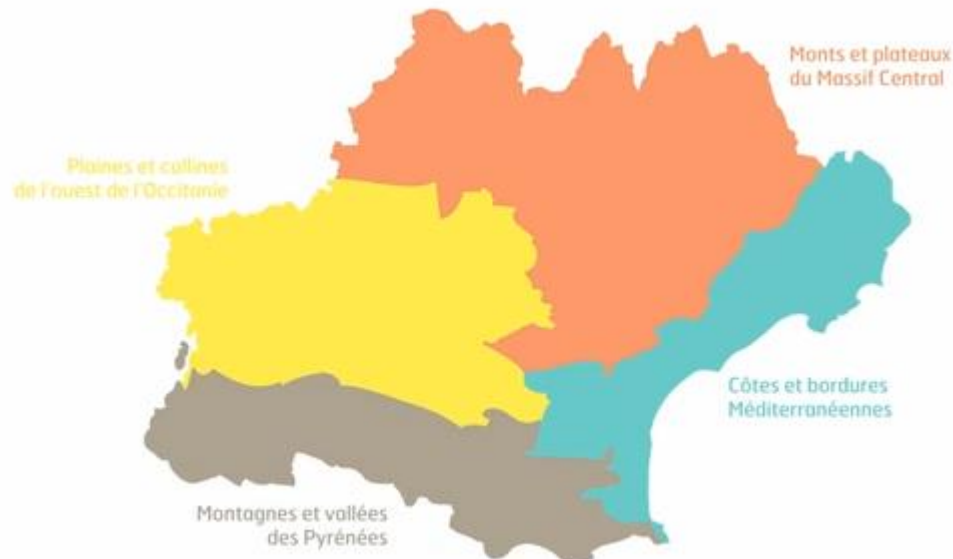 Monts et plateaux
du Massif Central
Plaines et collines
de l'ouest de l'Occitanie
Côtes et bordures
Méditerranéennes
Montagnes et vallées
des Pyrénées